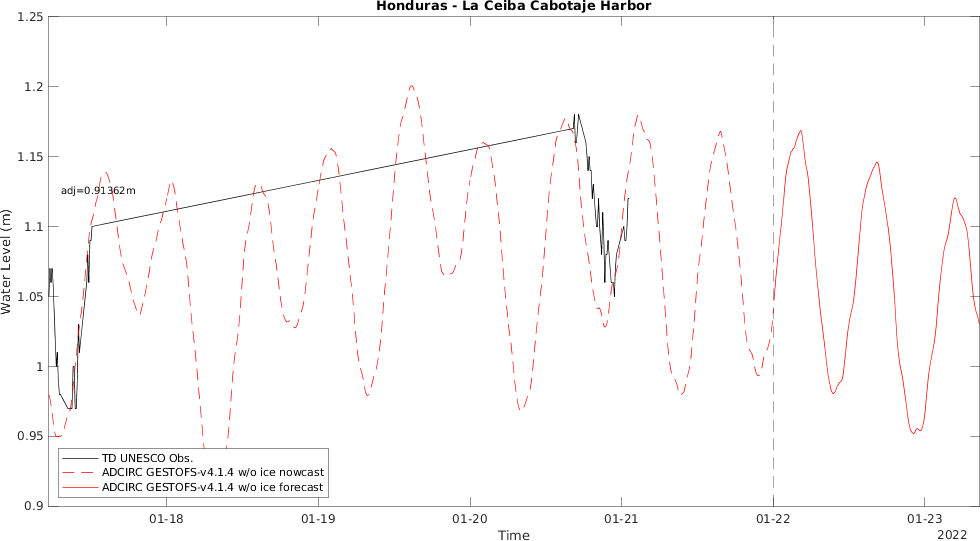 Honduras - La Ceiba Cabotaje Harbor
1.25
1.2
1.15
1.1
1.05
1
0.95
0.9
Water Level (m)
adj=0.91362m
TD UNESCO Obs.
ADCIRC GESTOFS-v4.1.4 w/o ice nowcast
ADCIRC GESTOFS-v4.1.4 w/o ice forecast
01-18
01-19
01-20
01-21
01-22
01-23
Time
2022